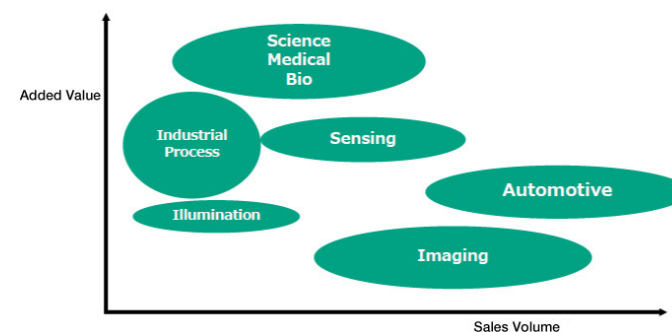 Science
Medical
Bio
Added Value
Industrial
Process
Sensing
Automotive
Illumination
Imaging
Sales Volume